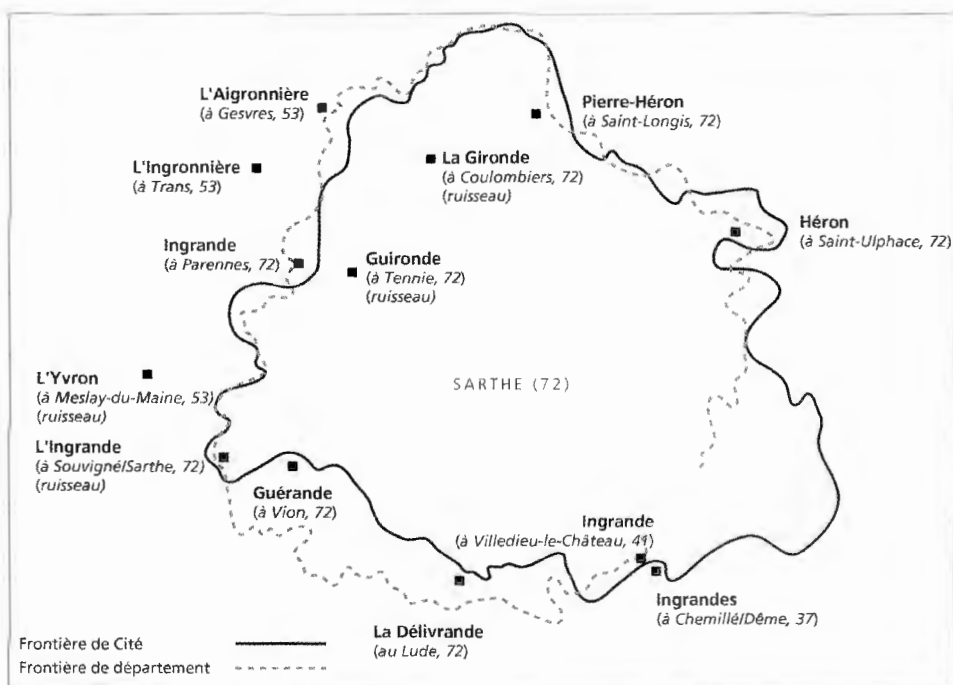 L'Aigronnière
(à Gesvres, 53)
Pierre-Héron
(à Saint-Longis, 72)
L'Ingronnière
(à Trans, 53)
La Gironde
(à Coulombiers, 72)
(ruisseau)
Héron
(à Saint-Ulphace, 72)
Ingrande
(à Parennes, 72)
Guironde
(à Tennie, 72)
(ruisseau)
SARTHE (72)
L'Yvron
(à Meslay-du-Maine, 53)
(ruisseau)
L'Ingrande
(à Souvigné/Sarthe, 72)
(ruisseau)
Guérande
(à Vion, 72)
Ingrande
(à Villedieu-le-Château, 41)
Ingrandes
(à Chemillé/Dême, 37)
La Délivrande
(au Lude, 72)
Frontière de Cité
Frontière de département